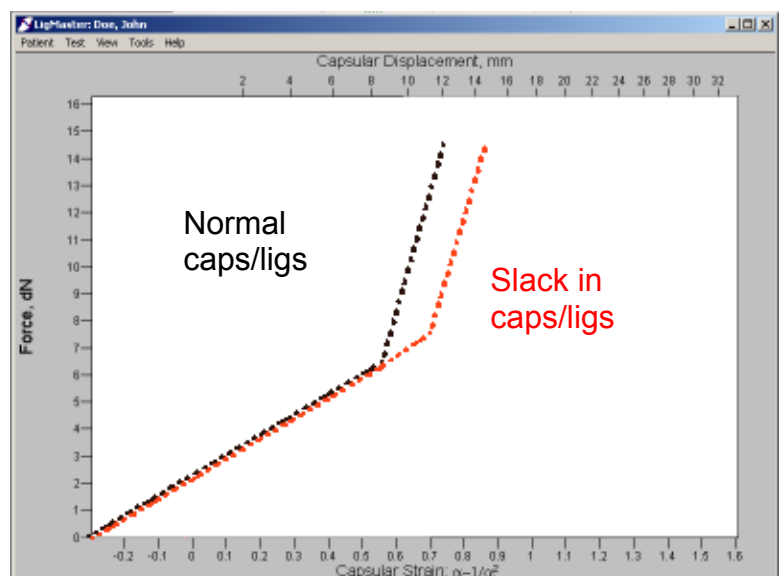 LigMaster: Doe, John
Patient Test View Tools Help
Capsular Displacement, mm
2 4 6 8 10 12 14 16 18 20 22 24 26 28 30 32
16
15
14
13
12
11
10
9
8
7
6
5
4
3
2
1
0
Force, dN
Normal
caps/ligs
Slack in
caps/ligs
-0.2 -0.1 0 0.1 0.2 0.3 0.4 0.5 0.6 0.7 0.8 0.9 1 1.1 1.2 1.3 1.4 1.5 1.6
Capsular Strain: α-1/α²